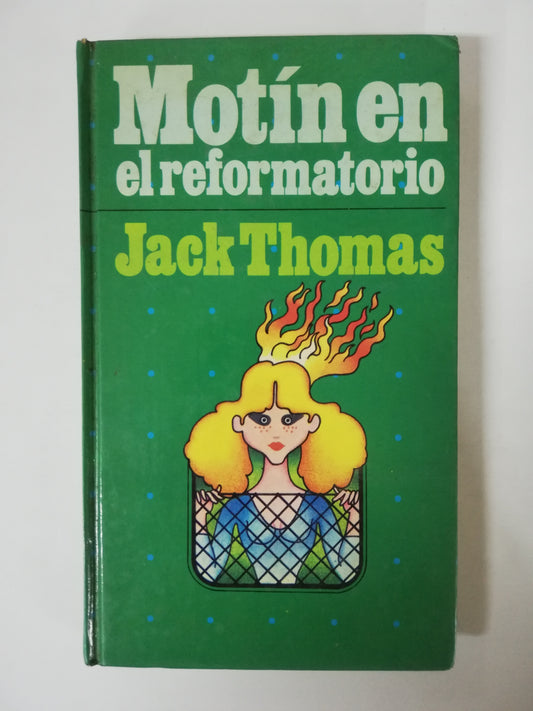 Motín en
el reformatorio
Jack Thomas